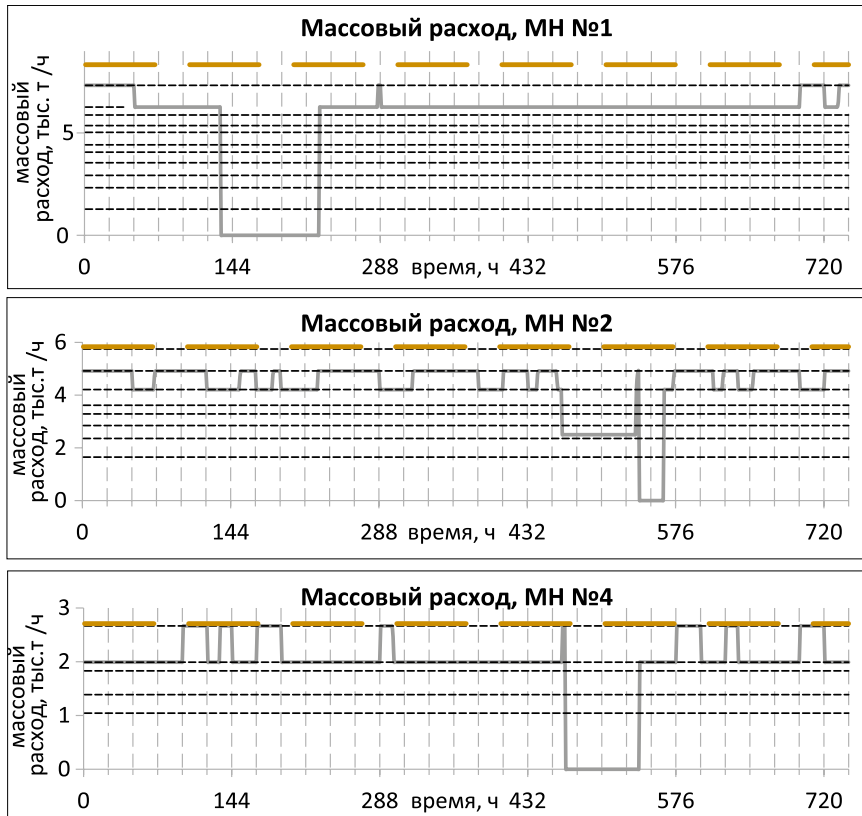 Массовый расход, МН №1
массовый
расход, тыс. т /ч
5
0
0 144 288 время, ч 432 576 720
Массовый расход, МН №2
массовый
расход, тыс.т /ч
6
4
2
0
0 144 288 время, ч 432 576 720
Массовый расход, МН №4
массовый
расход, тыс.т /ч
3
2
1
0
0 144 288 время, ч 432 576 720